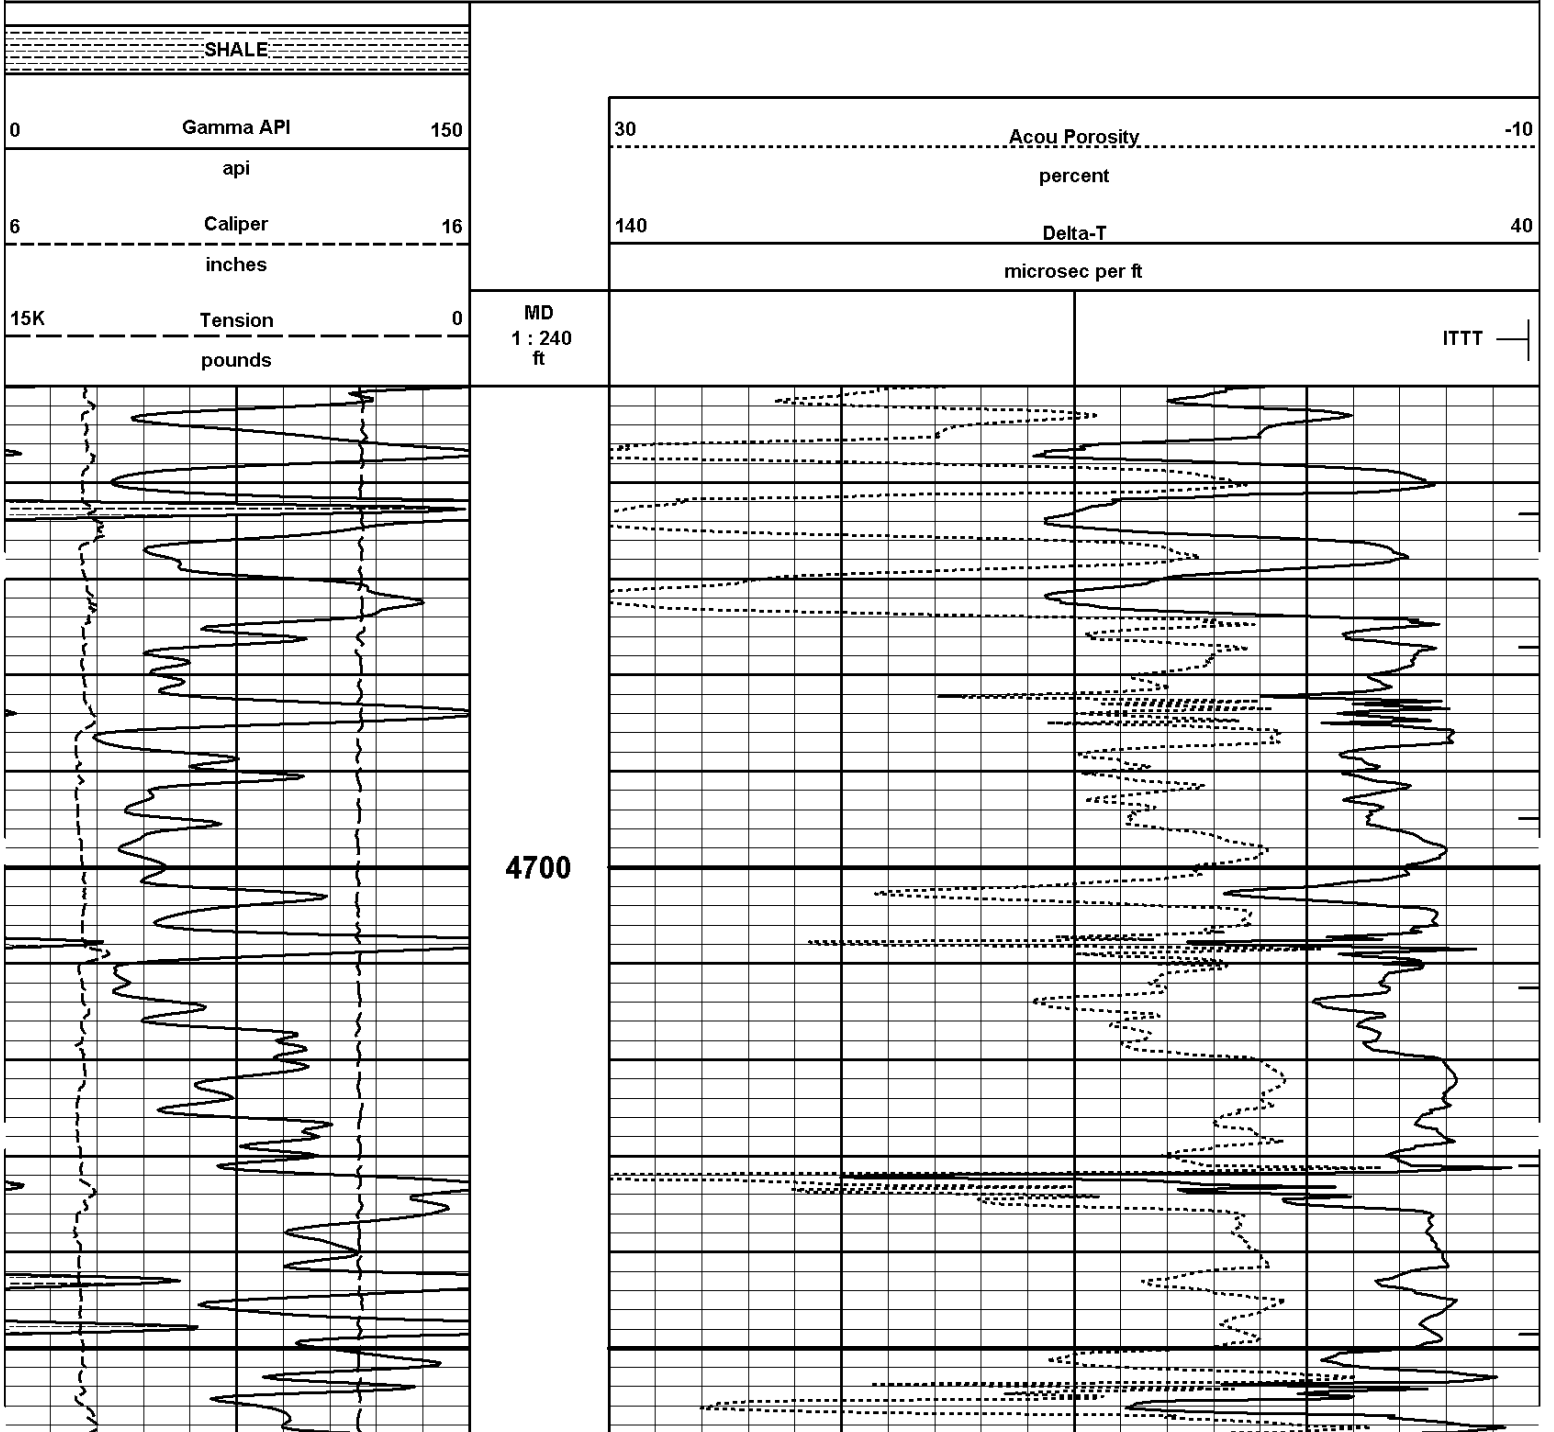 SHALE
0 Gamma API 150
api
6 Caliper 16
inches
15K Tension 0
pounds
MD
1 : 240
ft
30 Acou Porosity -10
percent
140 Delta-T 40
microsec per ft
ITTT
4700